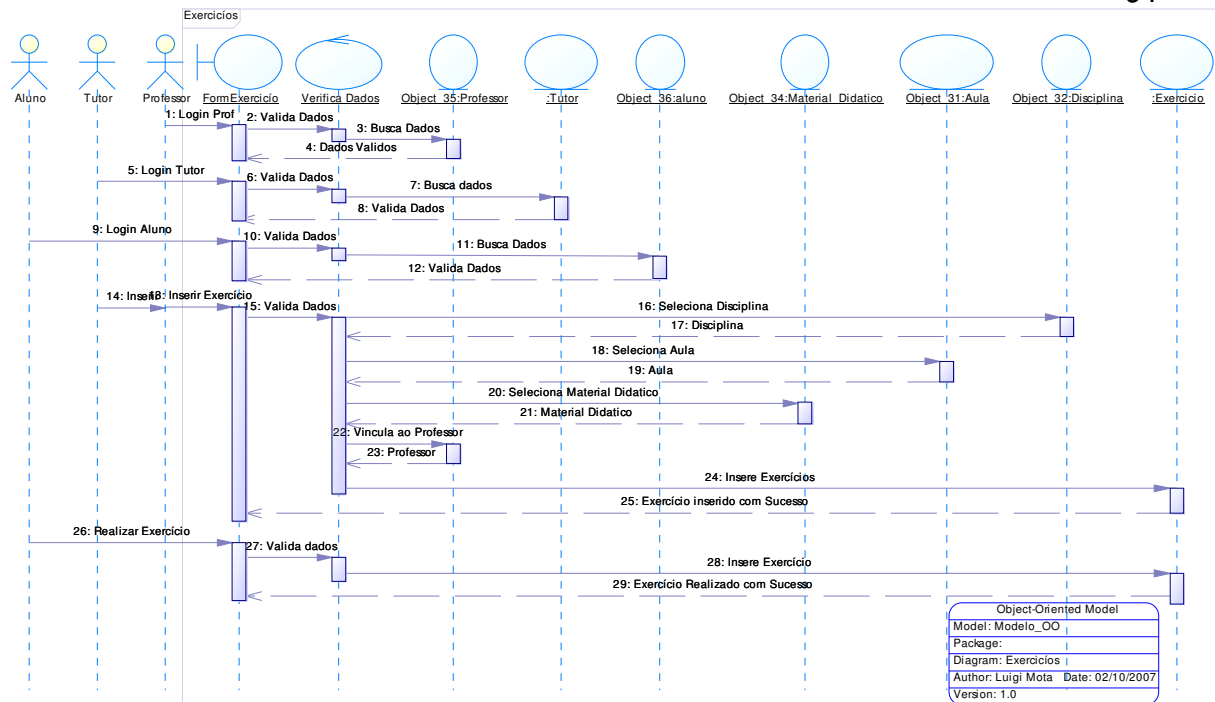 Exercicíos
Aluno
Tutor
Professor
FormExercicío
Verifica Dados
Object_35:Professor
:Tutor
Object_36:aluno
Object_34:Material_Didatico
Object_31:Aula
Object_32:Disciplina
:Exercicio
1: Login Prof
2: Valida Dados
3: Busca Dados
4: Dados Validos
5: Login Tutor
6: Valida Dados
7: Busca dados
8: Valida Dados
9: Login Aluno
10: Valida Dados
11: Busca Dados
12: Valida Dados
14: Inserir
13: Inserir Exercício
15: Valida Dados
16: Seleciona Disciplina
17: Disciplina
18: Seleciona Aula
19: Aula
20: Seleciona Material Didatico
21: Material Didatico
22: Vincula ao Professor
23: Professor
24: Insere Exercícios
25: Exercício inserido com Sucesso
26: Realizar Exercício
27: Valida dados
28: Insere Exercício
29: Exercício Realizado com Sucesso
Object-Oriented Model
Model: Modelo_OO
Package:
Diagram: Exercicíos
Author: Luigi Mota Date: 02/10/2007
Version: 1.0